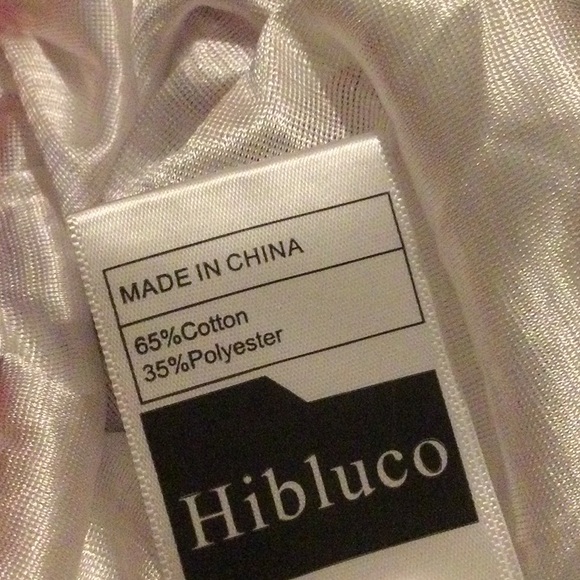 MADE IN CHINA
65%Cotton
35%Polyester
Hibluco